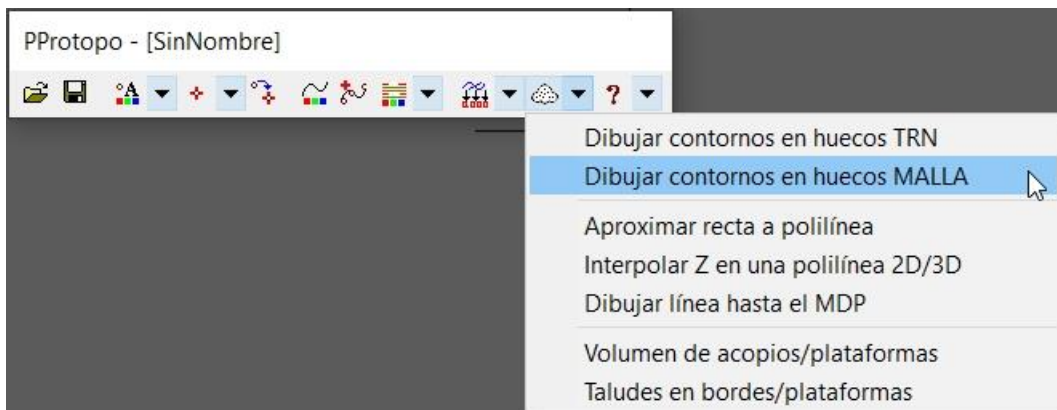 PProtopo - [SinNombre]
A
?
Dibujar contornos en huecos TRN
Dibujar contornos en huecos MALLA
Aproximar recta a polilínea
Interpolar Z en una polilínea 2D/3D
Dibujar línea hasta el MDP
Volumen de acopios/plataformas
Taludes en bordes/plataformas